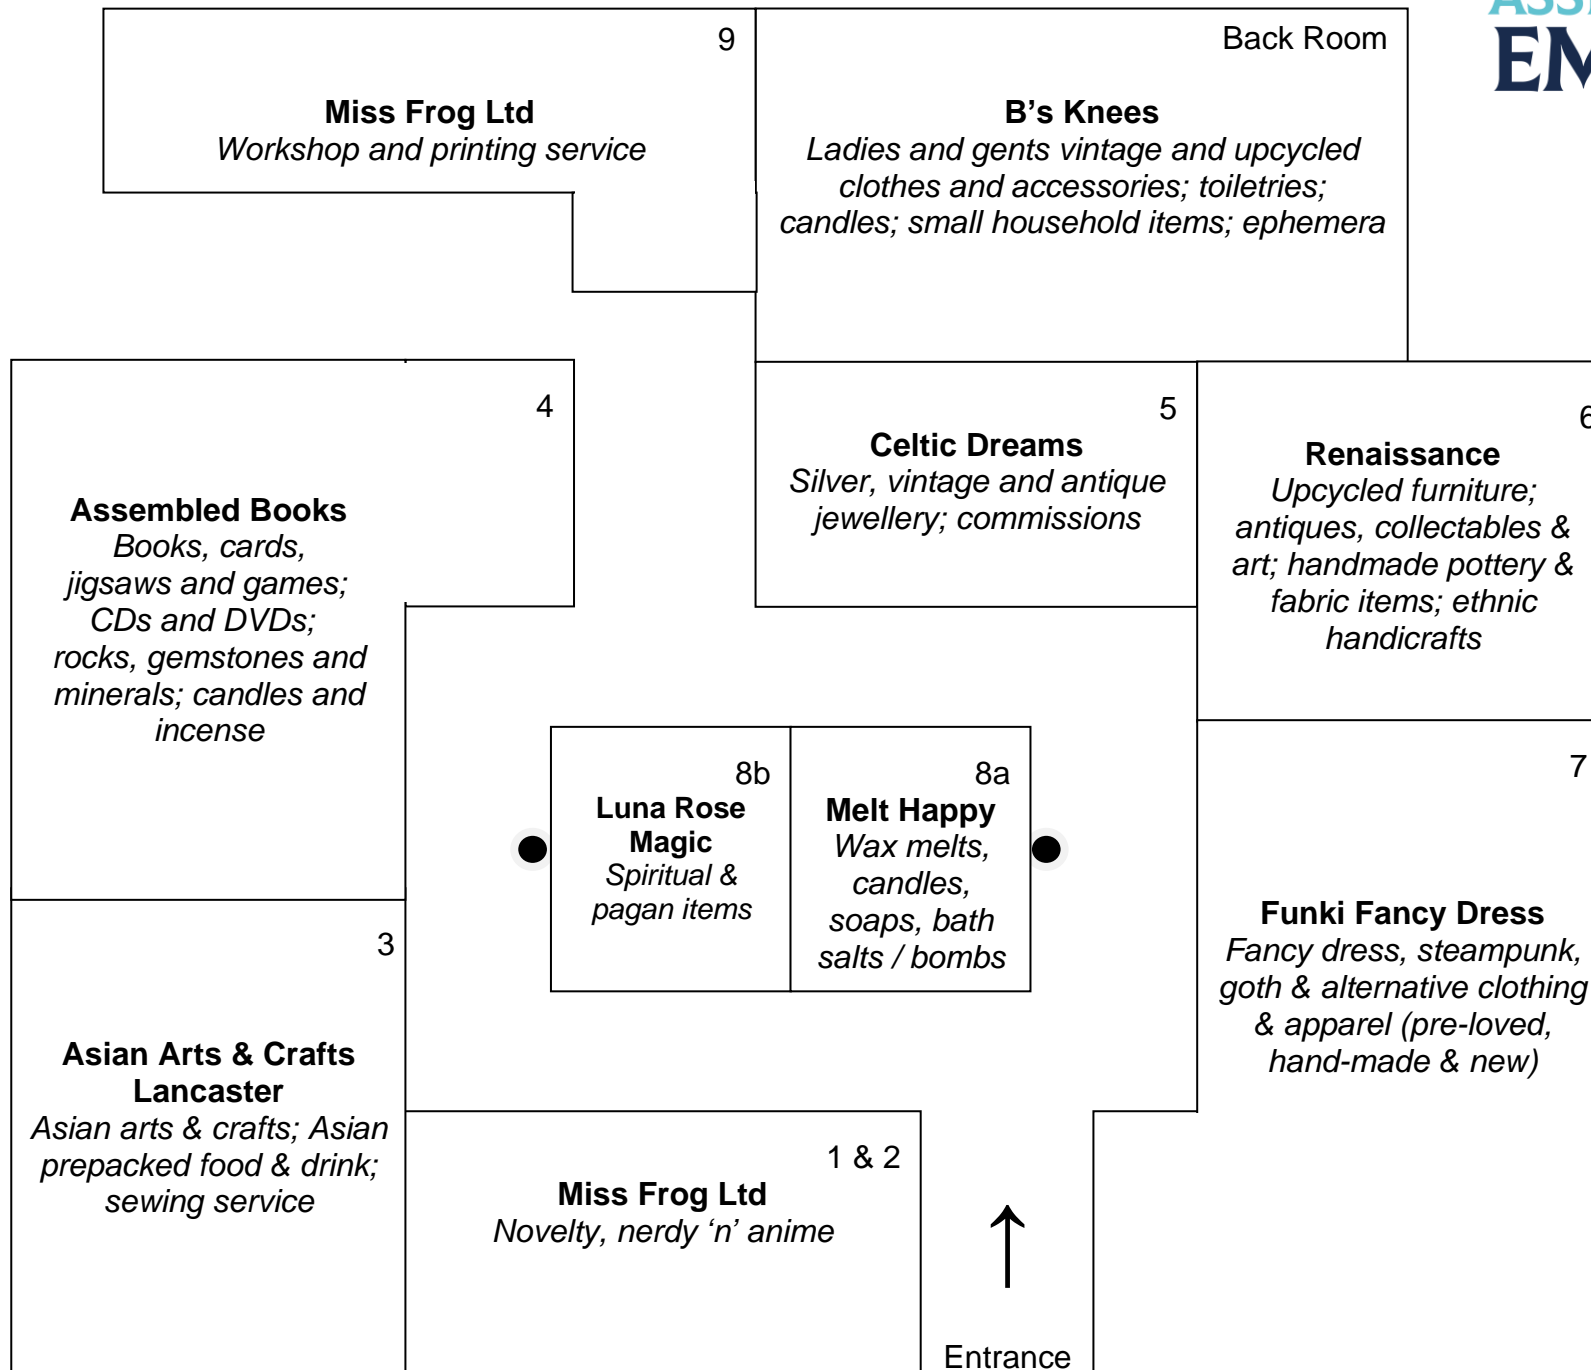 9
Miss Frog Ltd
Workshop and printing service
Back Room
B’s Knees
Ladies and gents vintage and upcycled
clothes and accessories; toiletries;
candles; small household items; ephemera
EM
4
Assembled Books
Books, cards,
jigsaws and games;
CDs and DVDs;
rocks, gemstones and
minerals; candles and
incense
5
Celtic Dreams
Silver, vintage and antique
jewellery; commissions
6
Renaissance
Upcycled furniture;
antiques, collectables &
art; handmade pottery &
fabric items; ethnic
handicrafts
8b
Luna Rose
Magic
Spiritual &
pagan items
8a
Melt Happy
Wax melts,
candles,
soaps, bath
salts / bombs
7
Funki Fancy Dress
Fancy dress, steampunk,
goth & alternative clothing
& apparel (pre-loved,
hand-made & new)
3
Asian Arts & Crafts
Lancaster
Asian arts & crafts; Asian
prepacked food & drink;
sewing service
1 & 2
Miss Frog Ltd
Novelty, nerdy ‘n’ anime
Entrance